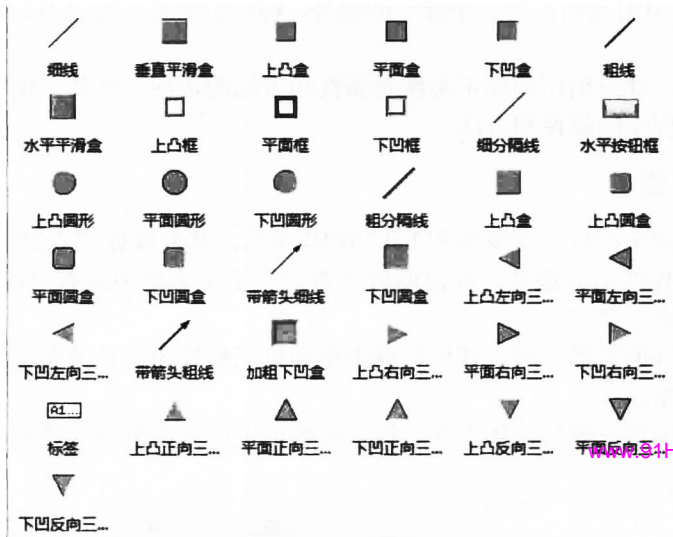 细线 垂直平滑盒 上凸盒 平面盒 下凹盒 粗线
水平平滑盒 上凸框 平面框 下凹框 细分隔线 水平按钮框
上凸圆形 平面圆形 下凹圆形 粗分隔线 上凸盒 上凸圆盒
平面圆盒 下凹圆盒 带箭头细线 下凹圆盒 上凸左向三... 平面左向三...
下凹左向三... 带箭头粗线 加粗下凹盒 上凸右向三... 平面右向三... 下凹右向三...
A1...
标签 上凸正向三... 平面正向三... 下凹正向三... 上凸反向三... 平面反向三...
www.91H
下凹反向三...